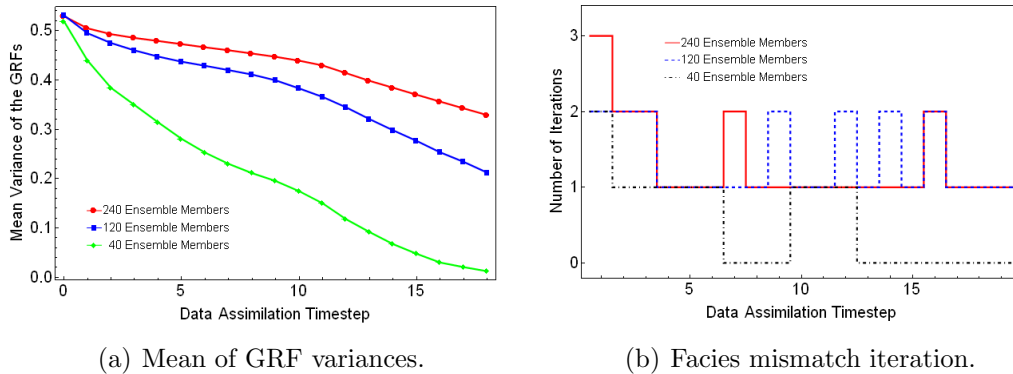 0.5
0.4
0.3
0.2
0.1
0.0
Mean Variance of the GRFs
240 Ensemble Members
120 Ensemble Members
40 Ensemble Members
0 5 10 15
Data Assimilation Timestep
(a) Mean of GRF variances.
3
2
1
0
Number of Iterations
240 Ensemble Members
120 Ensemble Members
40 Ensemble Members
5 10 15
Data Assimilation Timestep
(b) Facies mismatch iteration.